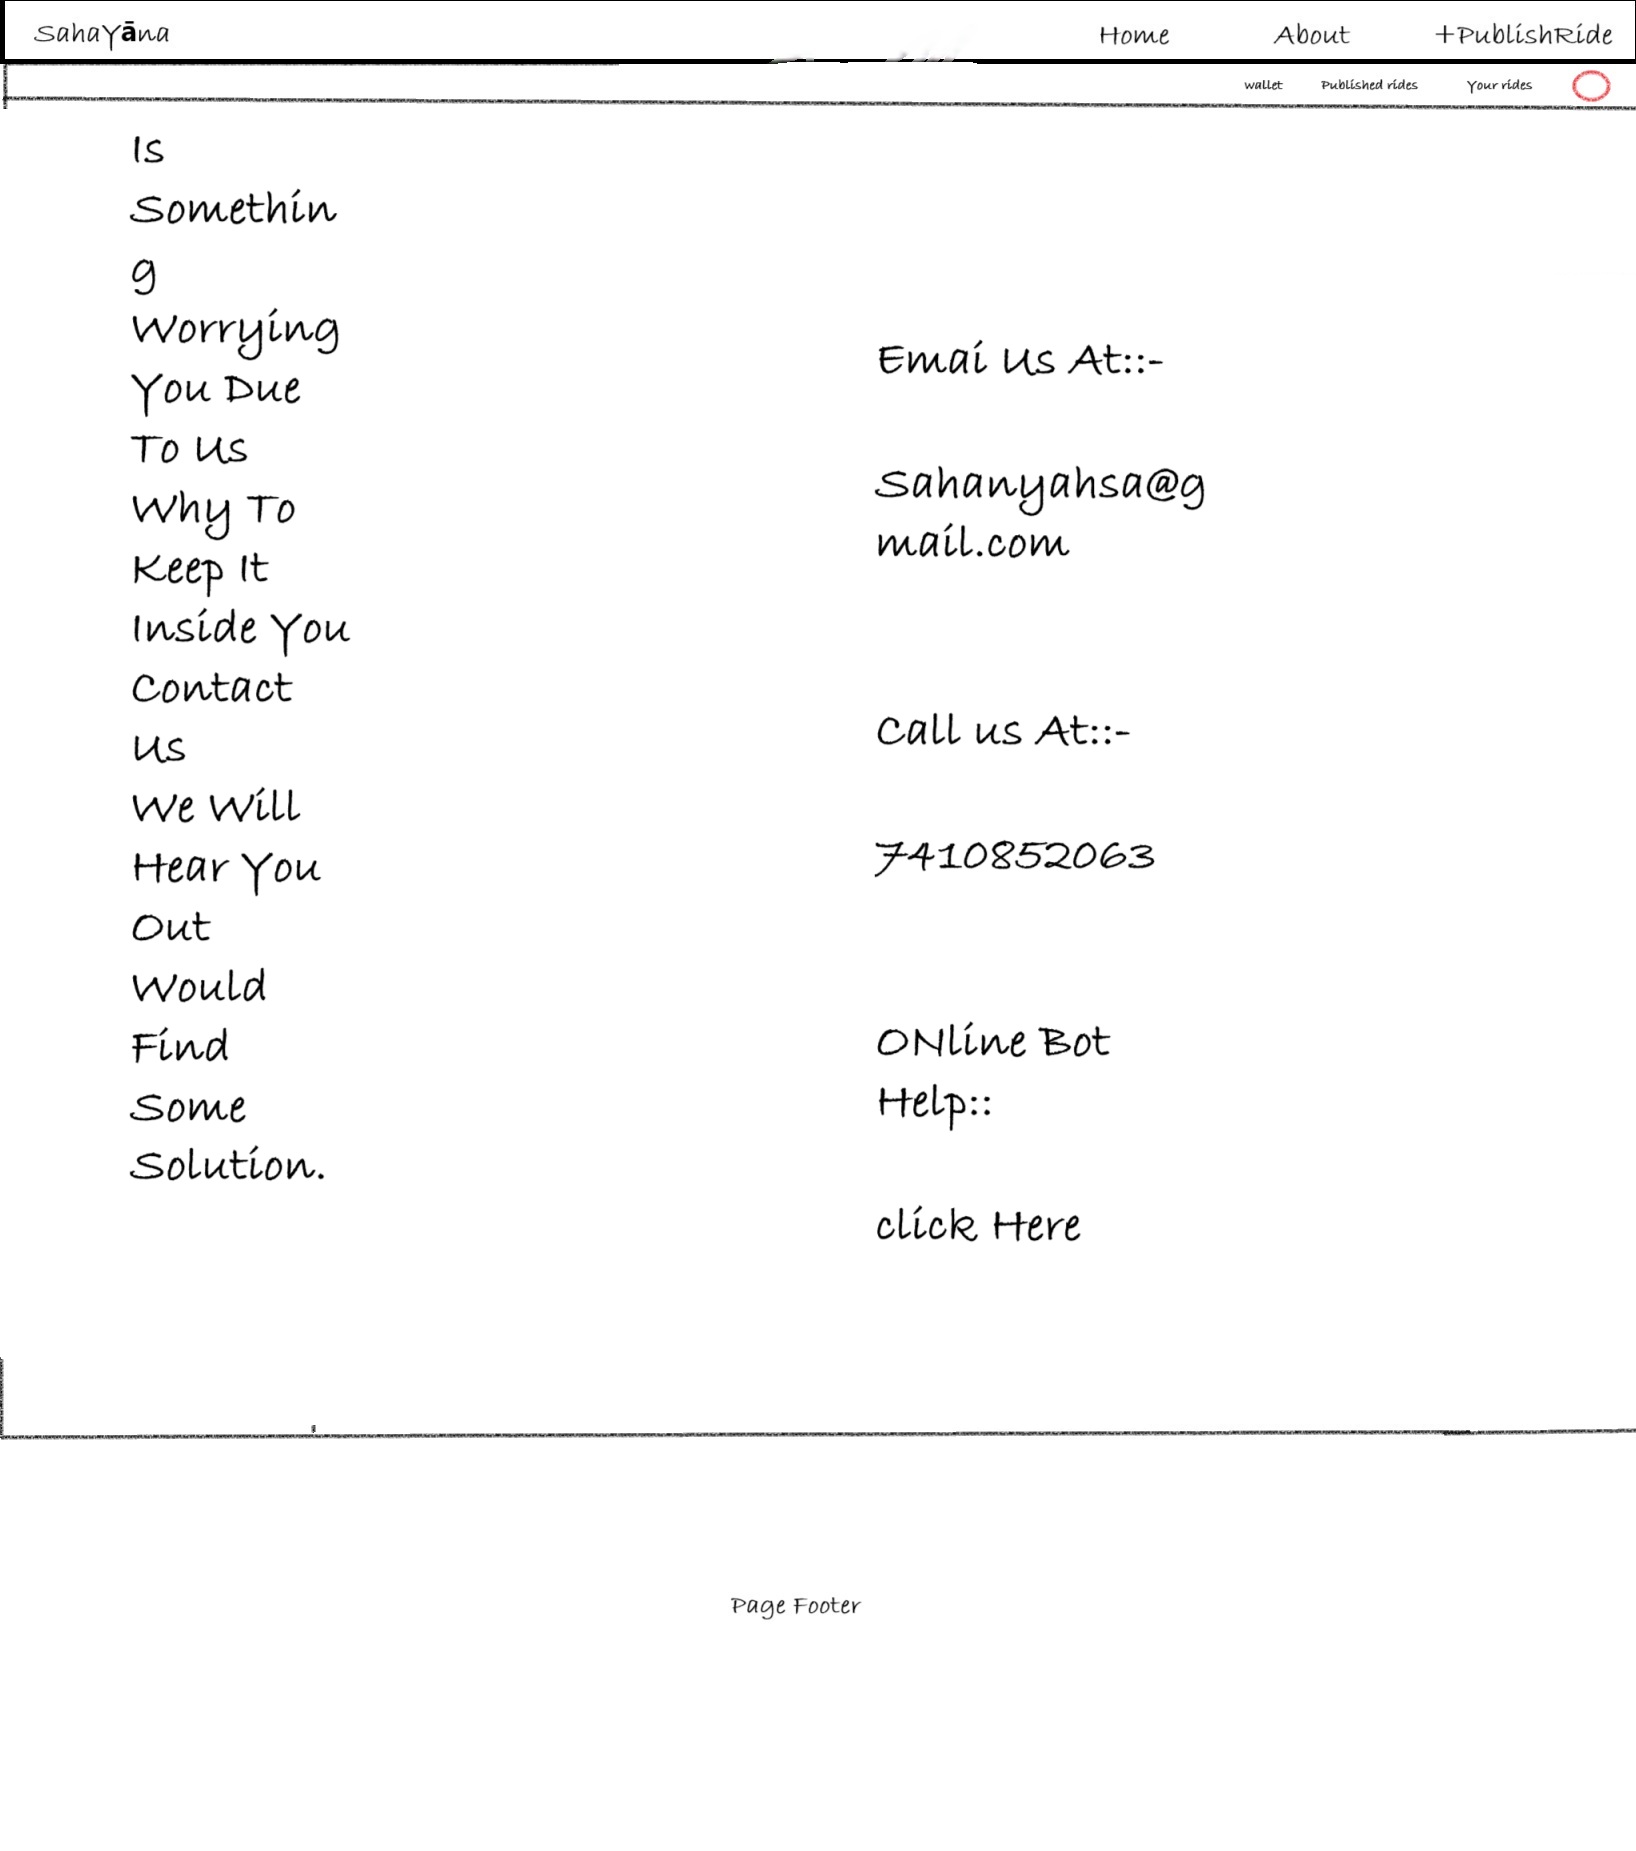 SahaYāna Home About +PublishRide
wallet Published rides Your rides
Is
Somethin
g
Worrying
You Due
To Us
Why To
Keep It
Inside You
Contact
Us
We Will
Hear You
Out
Would
Find
Some
Solution.
Emai Us At::-
Sahanyahsa@g
mail.com
Call us At::-
7410852063
ONline Bot
Help::
click Here
Page Footer